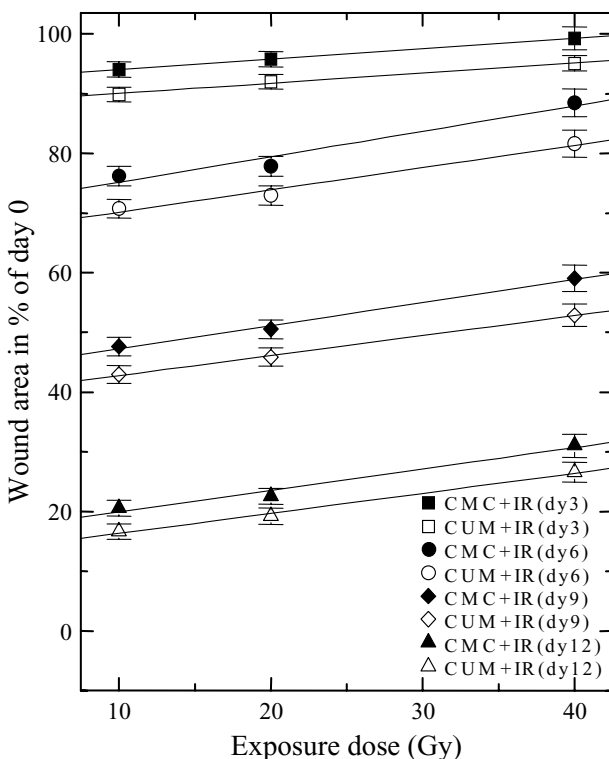 100
80
60
40
20
0
Wound area in % of day 0
CMC+IR(dy3)
CUM+IR(dy3)
CMC+IR(dy6)
CUM+IR(dy6)
CMC+IR(dy9)
CUM+IR(dy9)
CMC+IR(dy12)
CUM+IR(dy12)
10 20 30 40
Exposure dose (Gy)